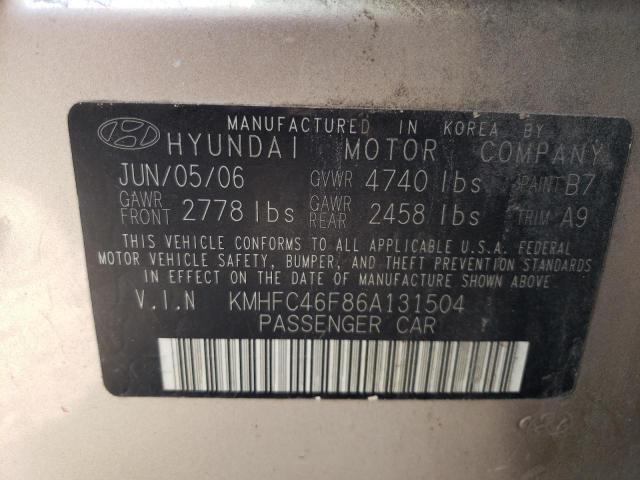 MANUFACTURED IN KOREA BY
HYUNDAI MOTOR COMPANY
JUN/05/06 GVWR 4740 lbs PAINT B7
GAWR FRONT 2778 lbs GAWR REAR 2458 lbs TRIM A9
THIS VEHICLE CONFORMS TO ALL APPLICABLE U.S.A. FEDERAL
MOTOR VEHICLE SAFETY, BUMPER, AND THEFT PREVENTION STANDARDS
IN EFFECT ON THE DATE OF MANUFACTURE SHOWN ABOVE.
V.I.N KMHFC46F86A131504
PASSENGER CAR